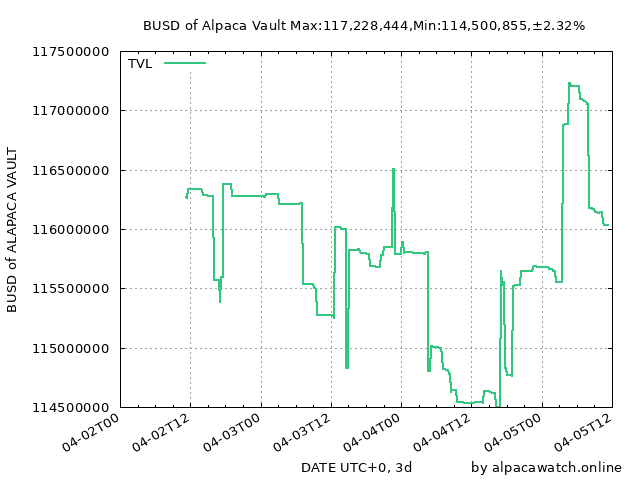 BUSD of Alpaca Vault Max:117,228,444,Min:114,500,855,±2.32%
TVL
117500000
117000000
116500000
116000000
115500000
115000000
114500000
BUSD of ALAPACA VAULT
04-02T00
04-02T12
04-03T00
04-03T12
04-04T00
04-04T12
04-05T00
04-05T12
DATE UTC+0, 3d
by alpacawatch.online